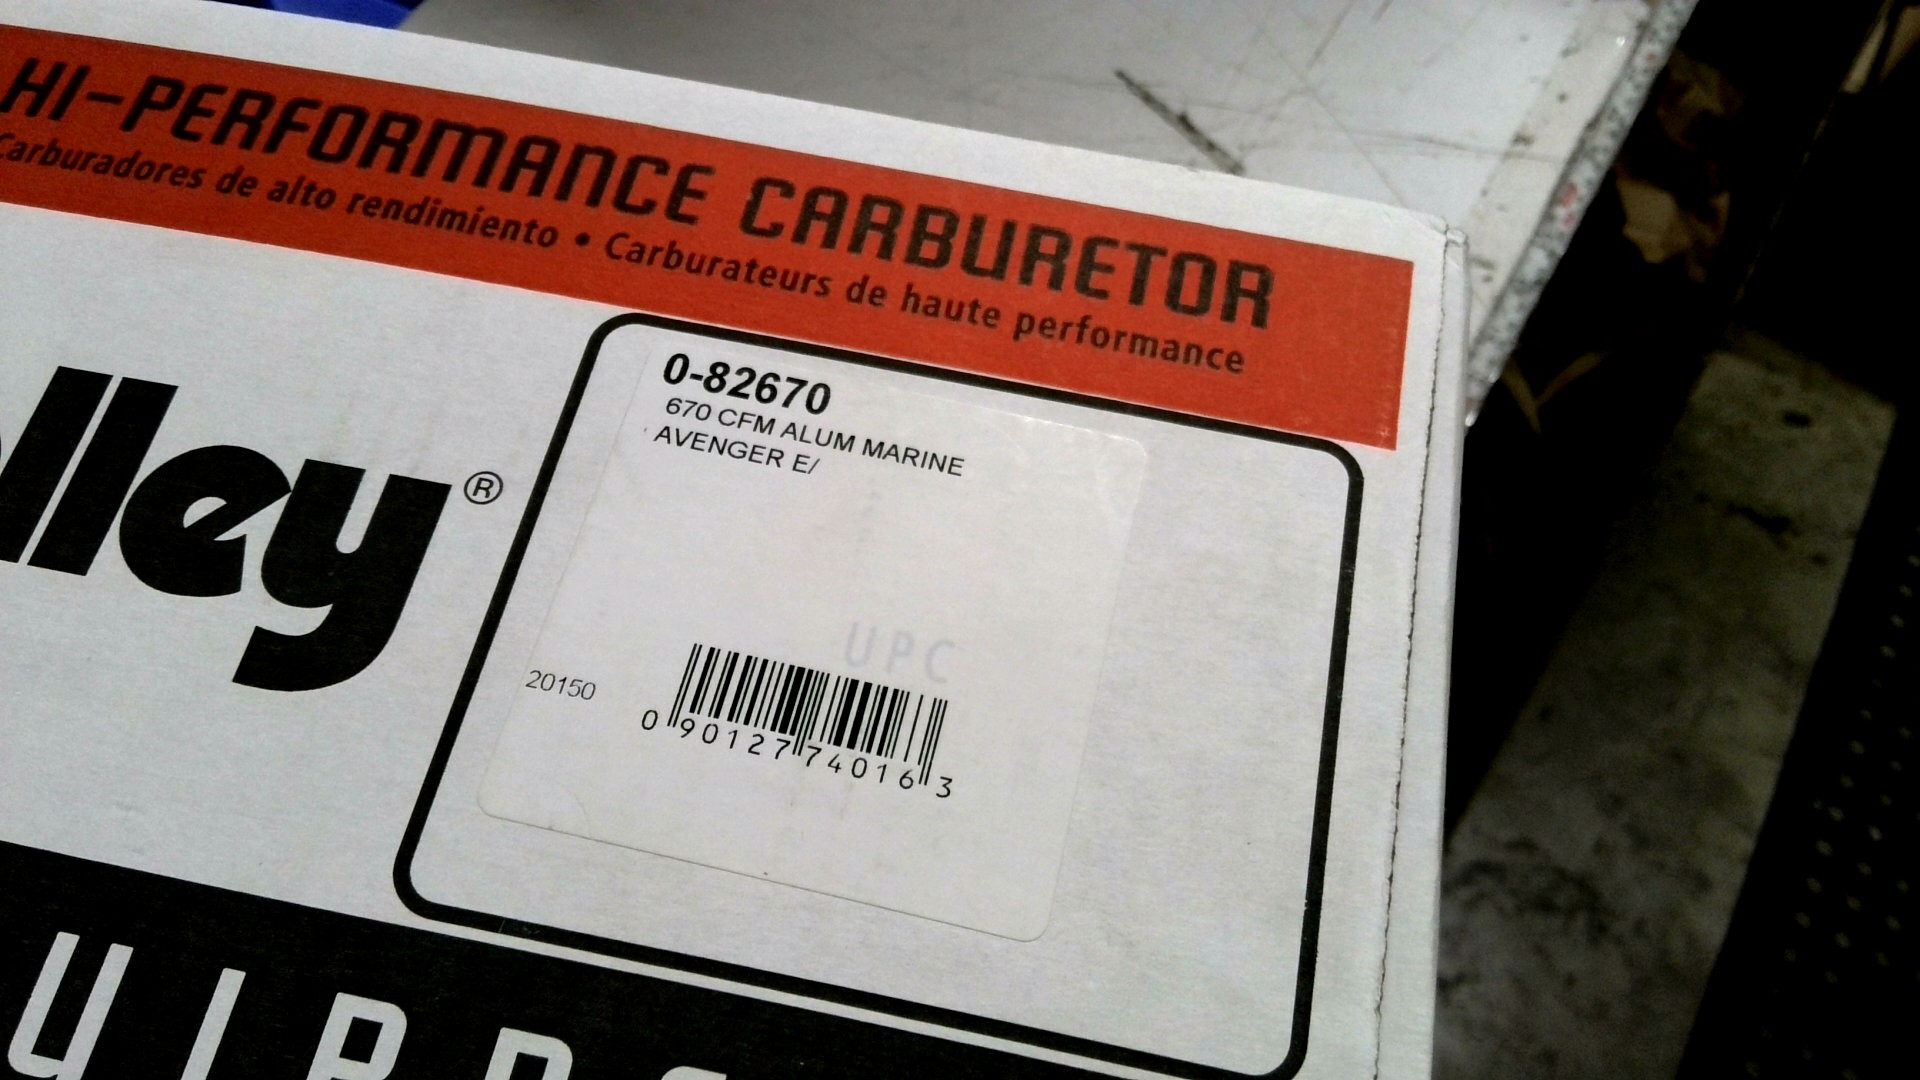 HI-PERFORMANCE CARBURETOR
Carburadores de alto rendimiento • Carburateurs de haute performance
lley®
0-82670
670 CFM ALUM MARINE
AVENGER E/
UPC
20150
0 90127 74016 3